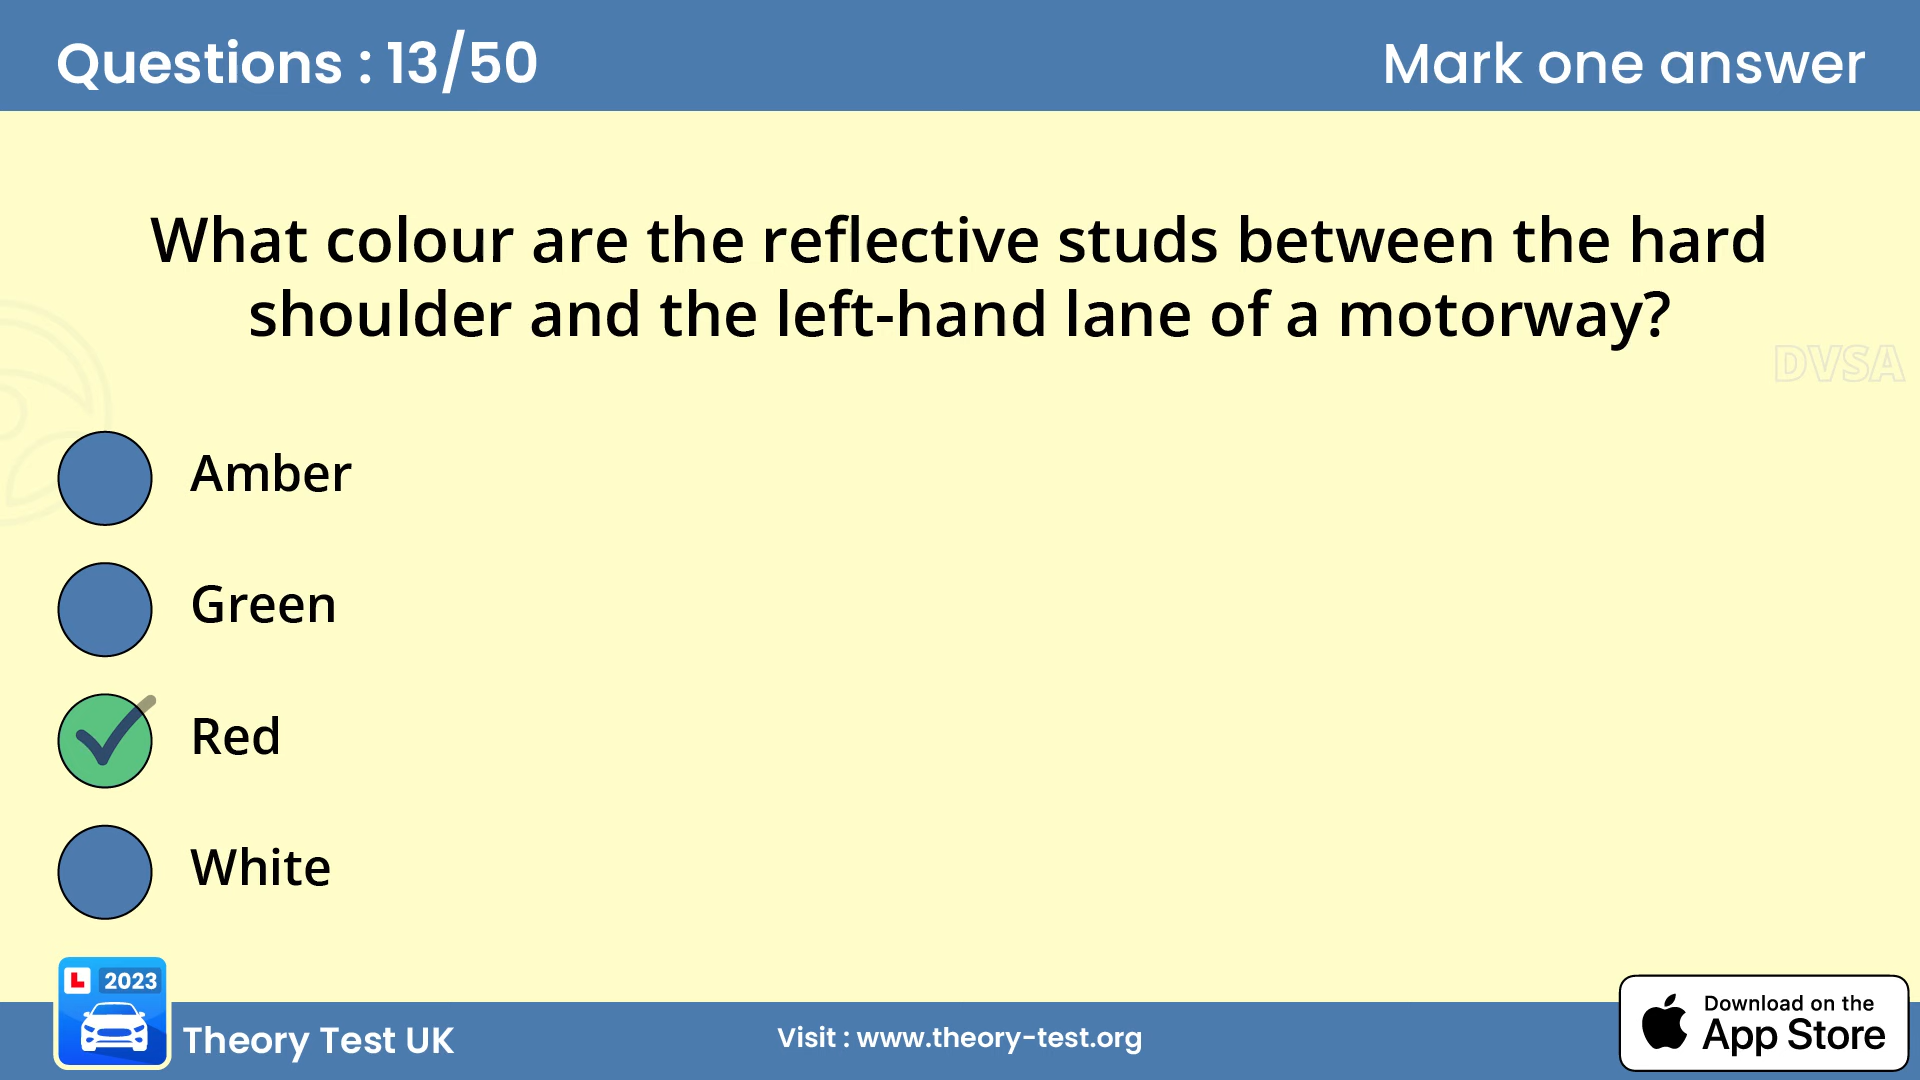 Questions : 13/50
Mark one answer
What colour are the reflective studs between the hard
shoulder and the left-hand lane of a motorway?
DVSA
Amber
Green
Red
White
L 2023
Theory Test UK
Visit : www.theory-test.org
Download on the
App Store